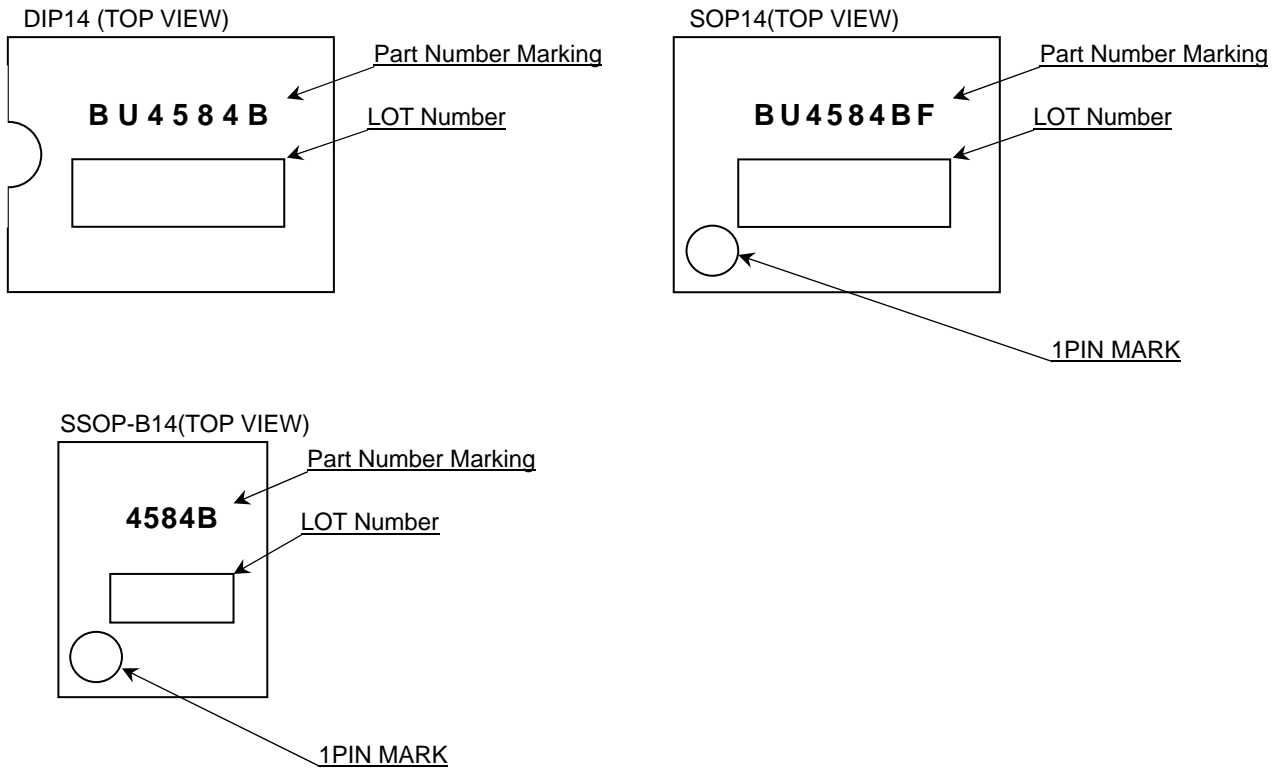 DIP14 (TOP VIEW)
Part Number Marking
BU4584B
LOT Number
SOP14(TOP VIEW)
Part Number Marking
BU4584BF
LOT Number
1PIN MARK
SSOP-B14(TOP VIEW)
Part Number Marking
4584B
LOT Number
1PIN MARK